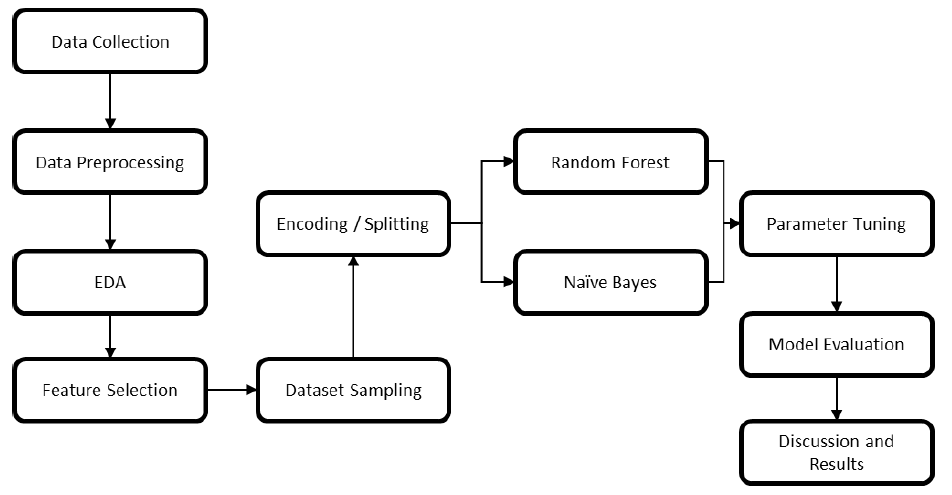 Data Collection
Data Preprocessing
EDA
Feature Selection
Dataset Sampling
Encoding / Splitting
Random Forest
Naïve Bayes
Parameter Tuning
Model Evaluation
Discussion and
Results